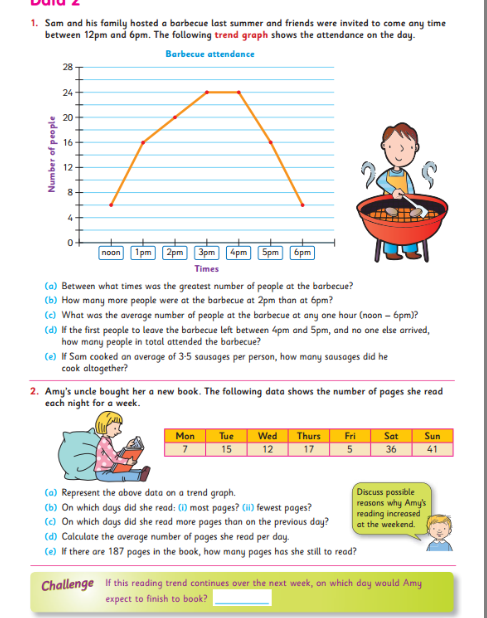 Data 2
1. Sam and his family hosted a barbecue last summer and friends were invited to come any time
between 12pm and 6pm. The following trend graph shows the attendance on the day.
Barbecue attendance
Number of people
28
24
20
16
12
8
4
0
noon 1pm 2pm 3pm 4pm 5pm 6pm
Times
(a) Between what times was the greatest number of people at the barbecue?
(b) How many more people were at the barbecue at 2pm than at 6pm?
(c) What was the average number of people at the barbecue at any one hour (noon – 6pm)?
(d) If the first people to leave the barbecue left between 4pm and 5pm, and no one else arrived,
how many people in total attended the barbecue?
(e) If Sam cooked an average of 3·5 sausages per person, how many sausages did he
cook altogether?
2. Amy's uncle bought her a new book. The following data shows the number of pages she read
each night for a week.
Mon Tue Wed Thurs Fri Sat Sun
7 15 12 17 5 36 41
(a) Represent the above data on a trend graph.
(b) On which days did she read: (i) most pages? (ii) fewest pages?
(c) On which days did she read more pages than on the previous day?
(d) Calculate the average number of pages she read per day.
(e) If there are 187 pages in the book, how many pages has she still to read?
Discuss possible
reasons why Amy's
reading increased
at the weekend.
Challenge If this reading trend continues over the next week, on which day would Amy
expect to finish to book?